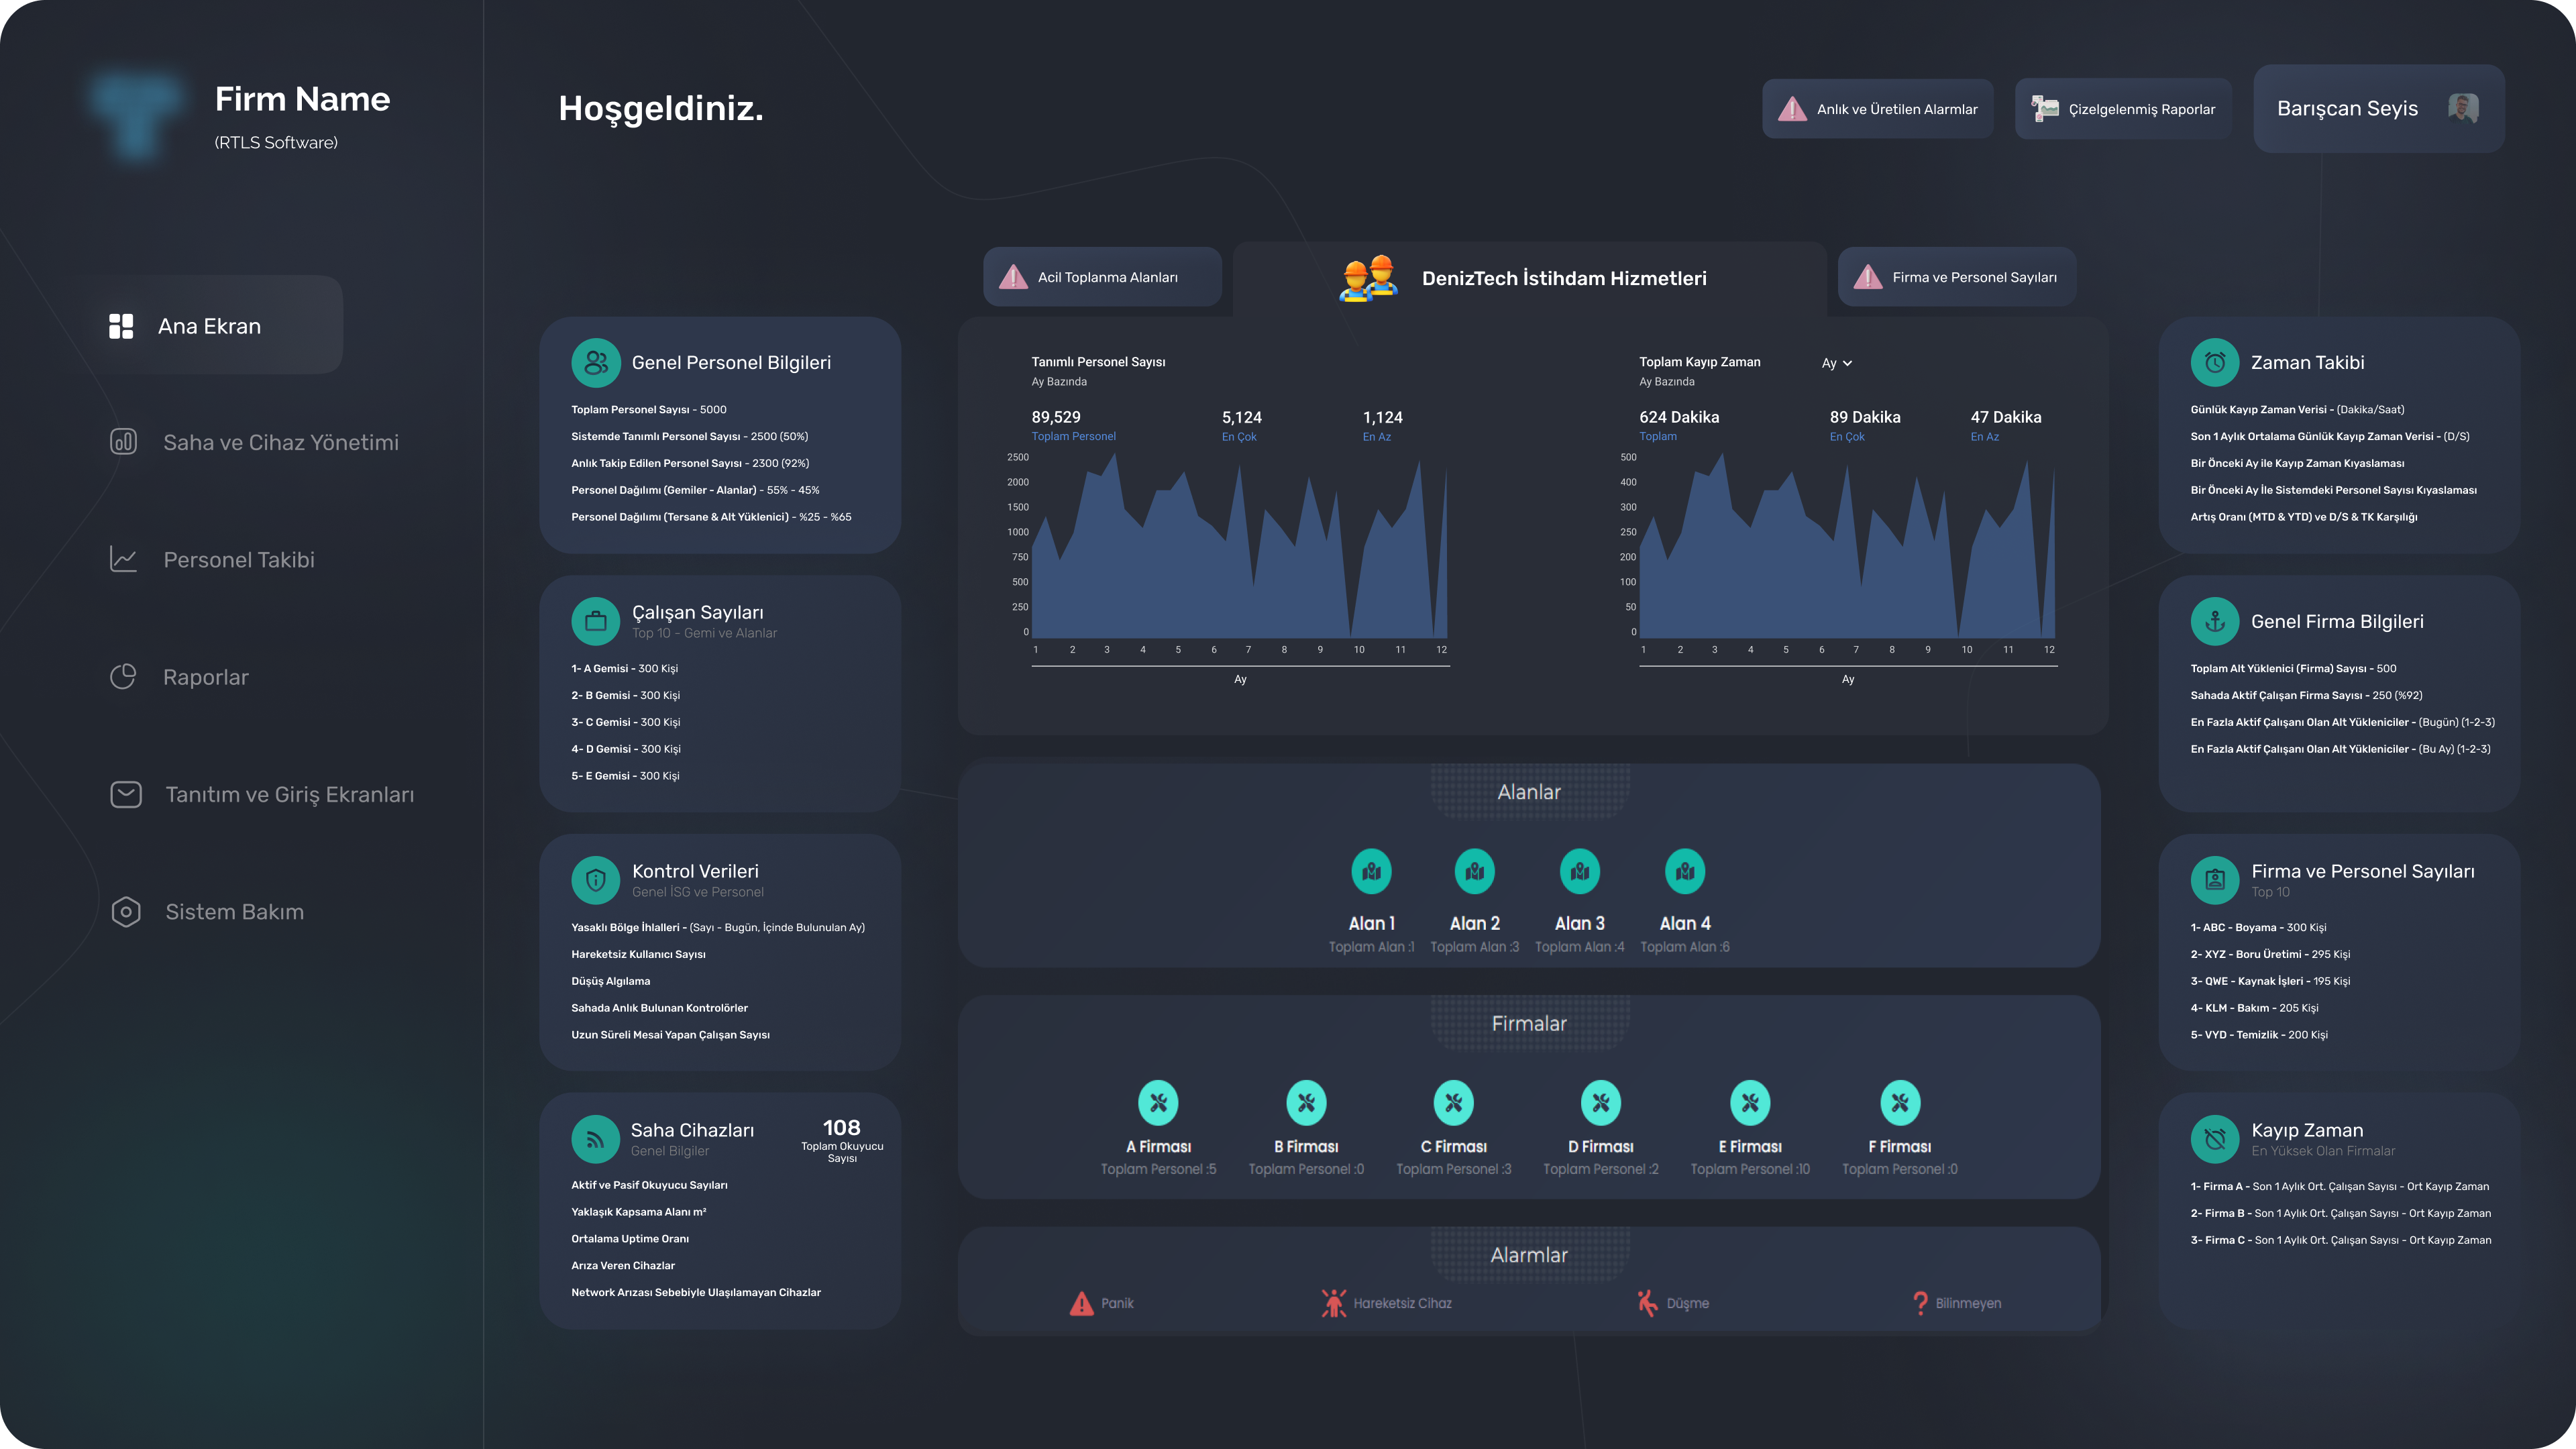 Firm Name
(RTLS Software)
Ana Ekran
Saha ve Cihaz Yönetimi
Personel Takibi
Raporlar
Tanıtım ve Giriş Ekranları
Sistem Bakım
Hoşgeldiniz.
Anlık ve Üretilen Alarmlar
Çizelgelenmiş Raporlar
Barışcan Seyis
Genel Personel Bilgileri
Toplam Personel Sayısı - 5000
Sistemde Tanımlı Personel Sayısı - 2500 (50%)
Anlık Takip Edilen Personel Sayısı - 2300 (92%)
Personel Dağılımı (Gemiler - Alanlar) - 55% - 45%
Personel Dağılımı (Tersane & Alt Yüklenici) - %25 - %65
Çalışan Sayıları
Top 10 - Gemi ve Alanlar
1- A Gemisi - 300 Kişi
2- B Gemisi - 300 Kişi
3- C Gemisi - 300 Kişi
4- D Gemisi - 300 Kişi
5- E Gemisi - 300 Kişi
Kontrol Verileri
Genel İSG ve Personel
Yasaklı Bölge İhlalleri - (Sayı - Bugün, İçinde Bulunulan Ay)
Hareketsiz Kullanıcı Sayısı
Düşüş Algılama
Sahada Anlık Bulunan Kontrolörler
Uzun Süreli Mesai Yapan Çalışan Sayısı
Saha Cihazları
Genel Bilgiler
108
Toplam Okuyucu
Sayısı
Aktif ve Pasif Okuyucu Sayıları
Yaklaşık Kapsama Alanı m²
Ortalama Uptime Oranı
Arıza Veren Cihazlar
Network Arızası Sebebiyle Ulaşılamayan Cihazlar
Acil Toplanma Alanları
DenizTech İstihdam Hizmetleri
Firma ve Personel Sayıları
Tanımlı Personel Sayısı
Ay Bazında
89,529 5,124 1,124
Toplam Personel En Çok En Az
2500
2000
1500
1000
750
500
250
0
1 2 3 4 5 6 7 8 9 10 11 12
Ay
Toplam Kayıp Zaman Ay
Ay Bazında
624 Dakika 89 Dakika 47 Dakika
Toplam En Çok En Az
500
400
300
250
200
100
50
0
1 2 3 4 5 6 7 8 9 10 11 12
Ay
Alanlar
Alan 1 Alan 2 Alan 3 Alan 4
Toplam Alan :1 Toplam Alan :3 Toplam Alan :4 Toplam Alan :6
Firmalar
A Firması B Firması C Firması D Firması E Firması F Firması
Toplam Personel :5 Toplam Personel :0 Toplam Personel :3 Toplam Personel :2 Toplam Personel :10 Toplam Personel :0
Alarmlar
Panik Hareketsiz Cihaz Düşme Bilinmeyen
Zaman Takibi
Günlük Kayıp Zaman Verisi - (Dakika/Saat)
Son 1 Aylık Ortalama Günlük Kayıp Zaman Verisi - (D/S)
Bir Önceki Ay ile Kayıp Zaman Kıyaslaması
Bir Önceki Ay İle Sistemdeki Personel Sayısı Kıyaslaması
Artış Oranı (MTD & YTD) ve D/S & TK Karşılığı
Genel Firma Bilgileri
Toplam Alt Yüklenici (Firma) Sayısı - 500
Sahada Aktif Çalışan Firma Sayısı - 250 (%92)
En Fazla Aktif Çalışanı Olan Alt Yükleniciler - (Bugün) (1-2-3)
En Fazla Aktif Çalışanı Olan Alt Yükleniciler - (Bu Ay) (1-2-3)
Firma ve Personel Sayıları
Top 10
1- ABC - Boyama - 300 Kişi
2- XYZ - Boru Üretimi - 295 Kişi
3- QWE - Kaynak İşleri - 195 Kişi
4- KLM - Bakım - 205 Kişi
5- VYD - Temizlik - 200 Kişi
Kayıp Zaman
En Yüksek Olan Firmalar
1- Firma A - Son 1 Aylık Ort. Çalışan Sayısı - Ort Kayıp Zaman
2- Firma B - Son 1 Aylık Ort. Çalışan Sayısı - Ort Kayıp Zaman
3- Firma C - Son 1 Aylık Ort. Çalışan Sayısı - Ort Kayıp Zaman